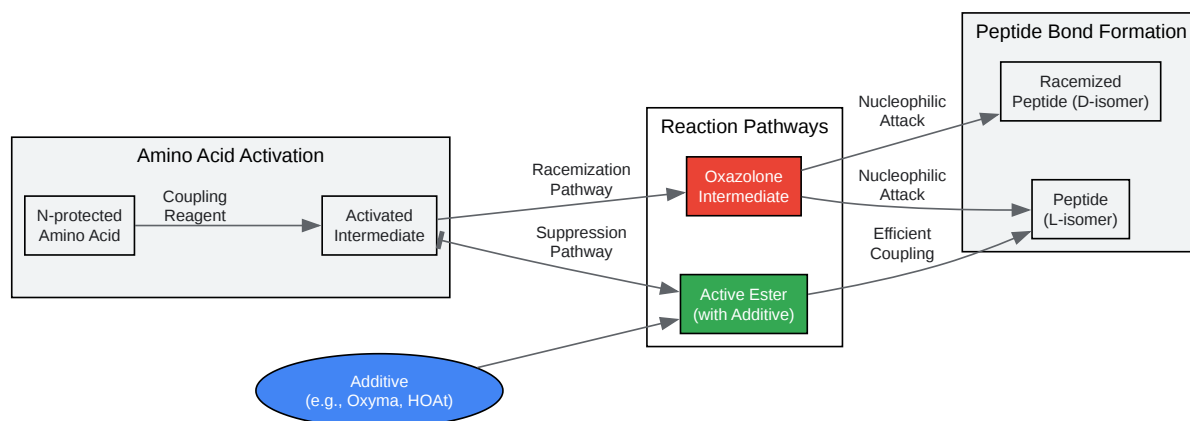 Peptide Bond Formation
Racemized
Peptide (D-isomer)
Nucleophilic
Attack
Reaction Pathways
Amino Acid Activation
Racemization
Pathway
Oxazolone
Intermediate
Nucleophilic
Attack
Coupling
Reagent
N-protected
Amino Acid
Activated
Intermediate
Peptide
(L-isomer)
Suppression
Pathway
Efficient
Coupling
Active Ester
(with Additive)
Additive
(e.g., Oxyma, HOAt)